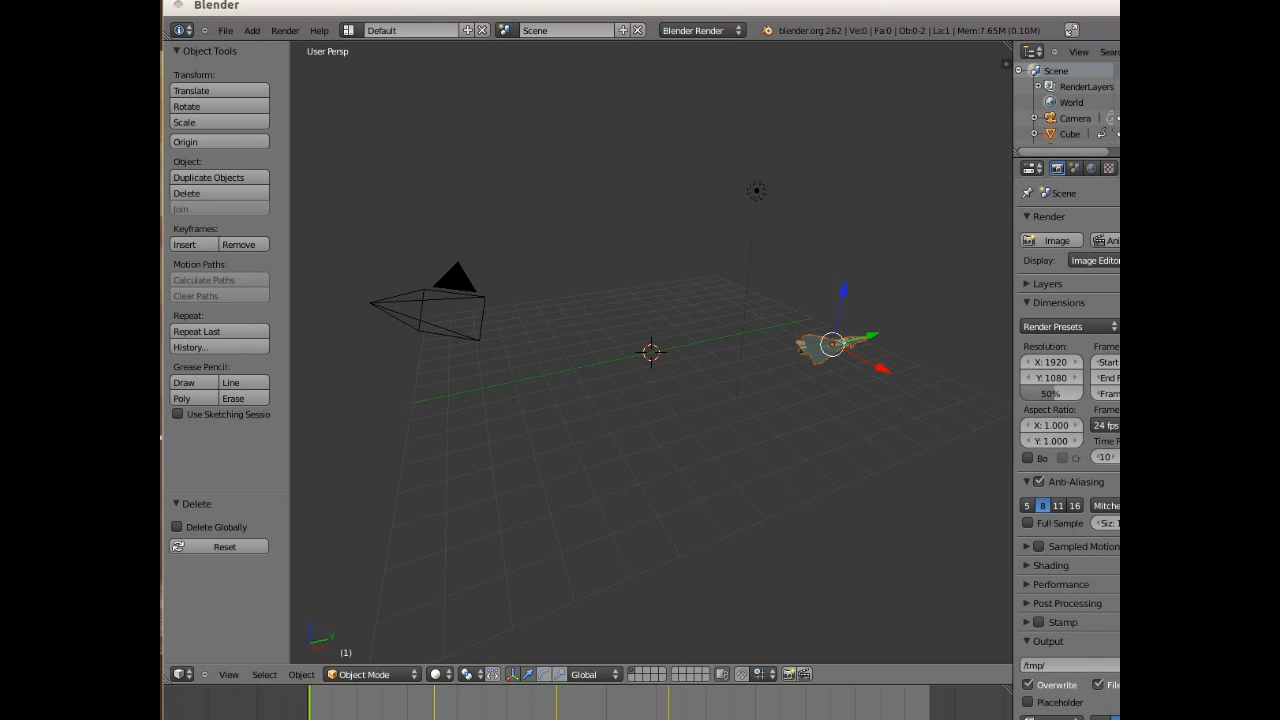 Blender
File Add Render Help Default Scene Blender Render blender.org 262 | Ve:0 | Fa:0 | Ob:0-2 | La:1 | Mem:7.65M (0.10M)
Object Tools
User Persp
View
Transform:
Translate
Rotate
Scale
Origin
Object:
Duplicate Objects
Delete
Join
Keyframes:
Insert Remove
Motion Paths:
Calculate Paths
Clear Paths
Repeat:
Repeat Last
History...
Grease Pencil:
Draw Line
Poly Erase
Use Sketching Sessio
Delete
Delete Globally
Reset
(1)
View Select Object Object Mode Global
Scene
RenderLayers
World
Camera
Cube
Scene
Render
Image
Display: Image Editor
Layers
Dimensions
Render Presets
Resolution:
X: 1920 Start
Y: 1080
50%
Aspect Ratio:
X: 1.000 24 fps
Y: 1.000
Bo Cr 10
Anti-Aliasing
5 8 11 16
Full Sample
Sampled Motion
Shading
Performance
Post Processing
Stamp
Output
/tmp/
Overwrite File
Placeholder